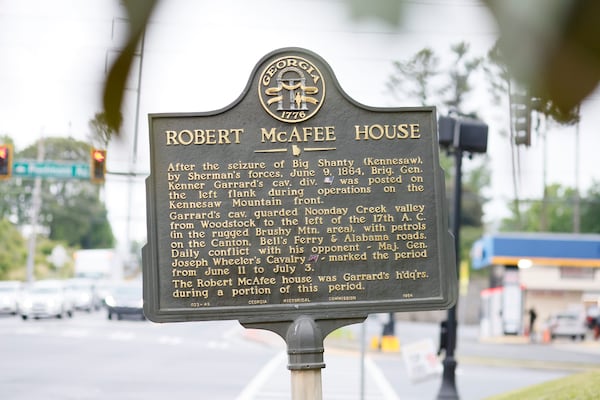 GEORGIA
1776
ROBERT McAFEE HOUSE
After the seizure of Big Shanty (Kennesaw),
by Sherman's forces, June 9, 1864, Brig. Gen.
Kenner Garrard's cav. div. was posted on
the left flank during operations on the
Kennesaw Mountain front.
Garrard's cav. guarded Noonday Creek valley
from Woodstock to the left of the 17th A. C.
(in the rugged Brushy Mtn. area), with patrols
on the Canton, Bell's Ferry & Alabama roads.
Daily conflict with his opponent - Maj. Gen.
Joseph Wheeler's Cavalry - marked the period
from June 11 to July 3.
The Robert McAfee house was Garrard's h'dq'rs.
during a portion of this period.
GEORGIA HISTORICAL COMMISSION 1954